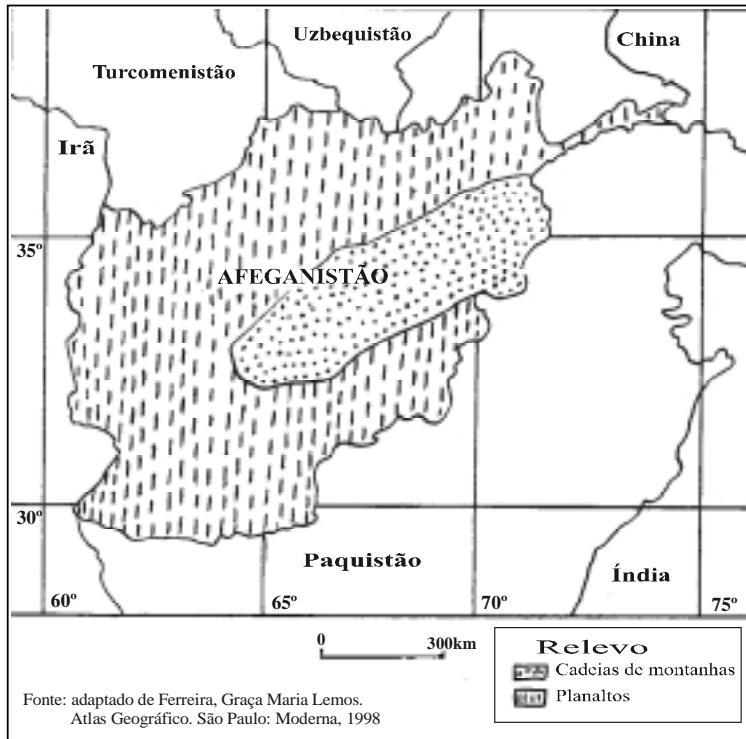 Uzbequistão
China
Turcomenistão
Irã
35º
AFEGANISTÃO
30º
Paquistão
Índia
60º
65º
70º
75º
0 300km
Relevo
Cadeias de montanhas
Planaltos
Fonte: adaptado de Ferreira, Graça Maria Lemos.
Atlas Geográfico. São Paulo: Moderna, 1998